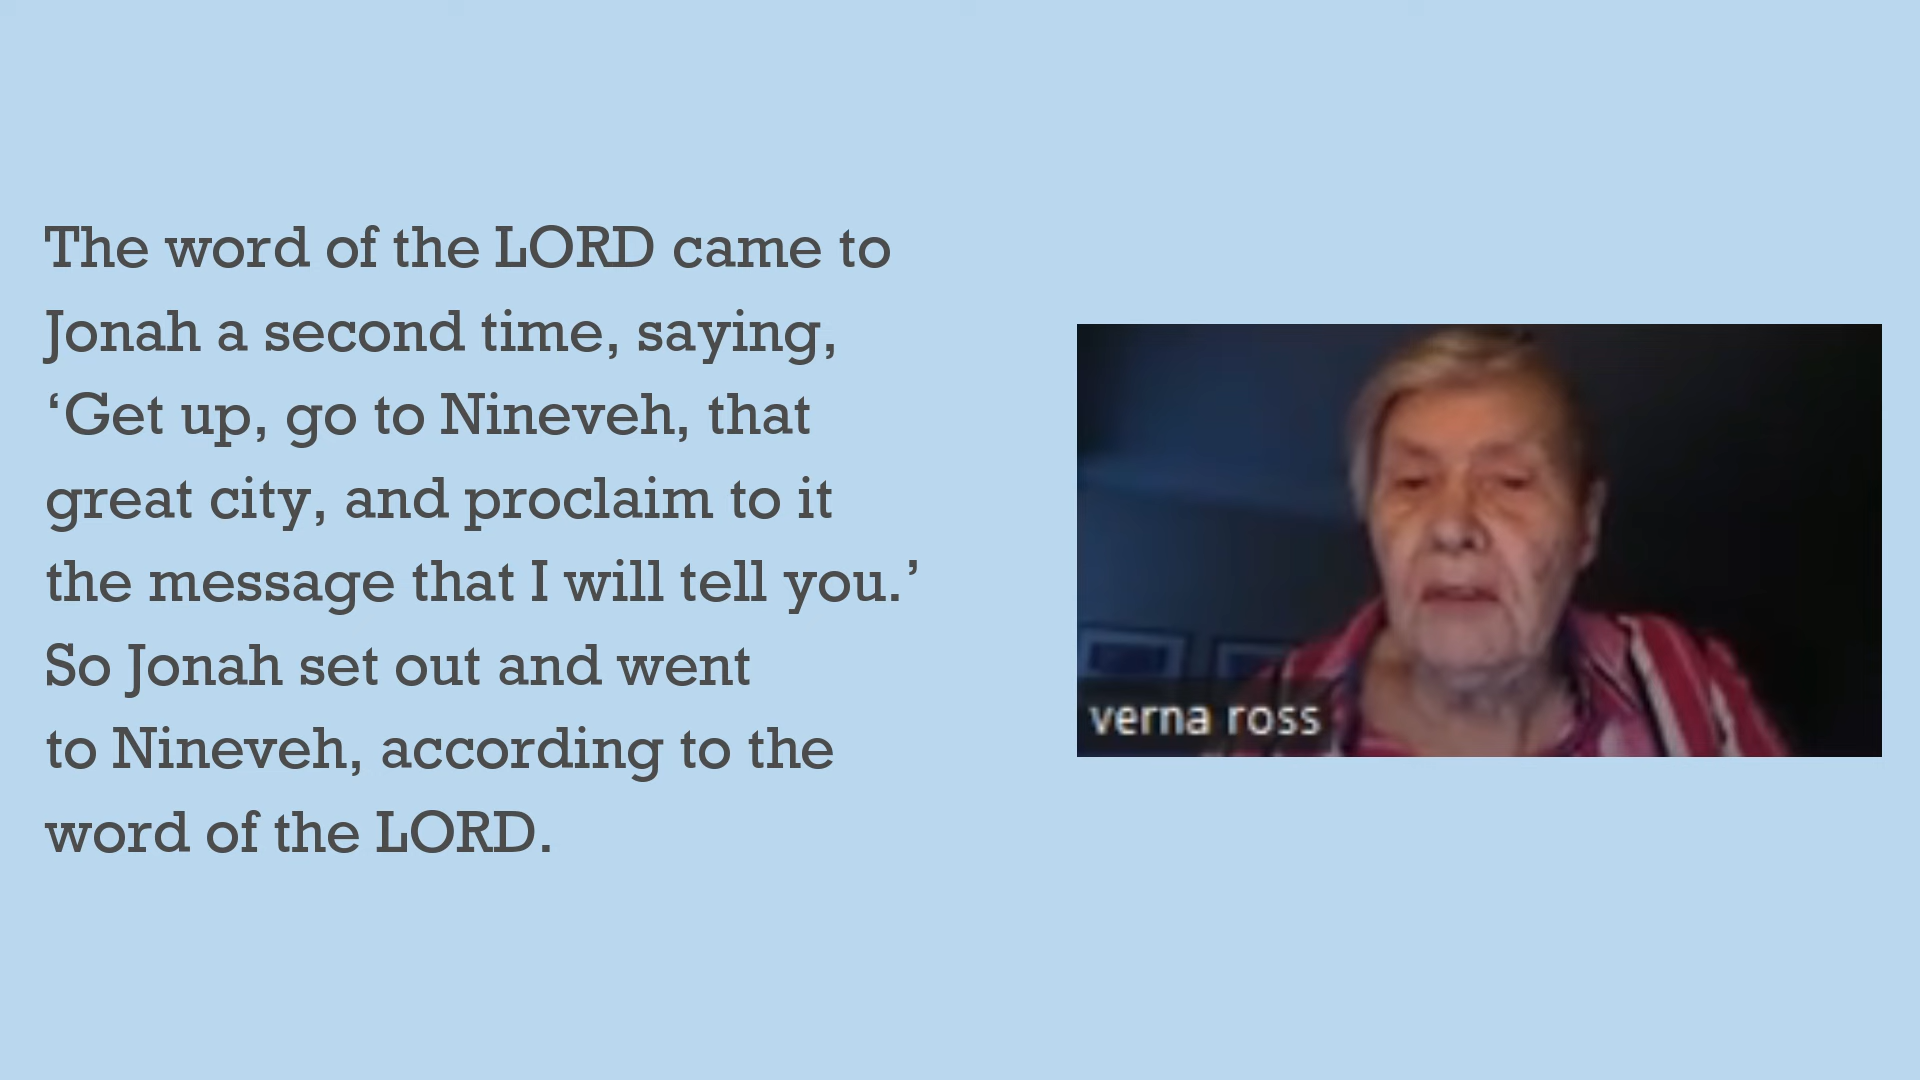 The word of the LORD came to
Jonah a second time, saying,
‘Get up, go to Nineveh, that
great city, and proclaim to it
the message that I will tell you.’
So Jonah set out and went
to Nineveh, according to the
word of the LORD.
verna ross